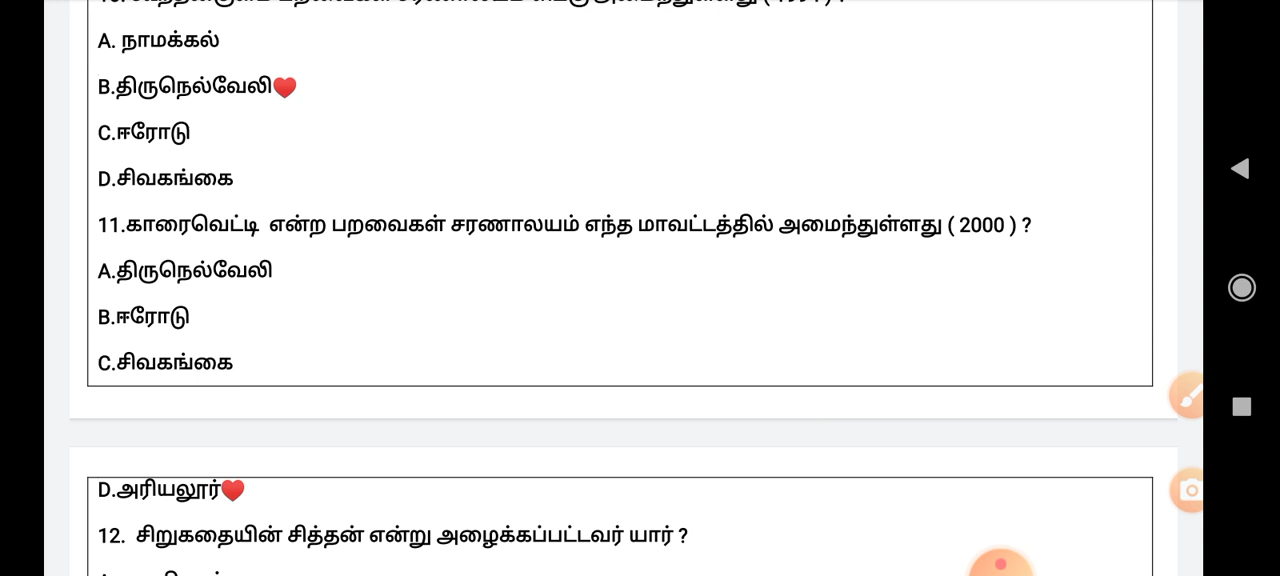 A. நாமக்கல்
B.திருநெல்வேலி❤️
C.ஈரோடு
D.சிவகங்கை
11.காரைவெட்டி என்ற பறவைகள் சரணாலயம் எந்த மாவட்டத்தில் அமைந்துள்ளது ( 2000 ) ?
A.திருநெல்வேலி
B.ஈரோடு
C.சிவகங்கை
D.அரியலூர்❤️
12. சிறுகதையின் சித்தன் என்று அழைக்கப்பட்டவர் யார் ?